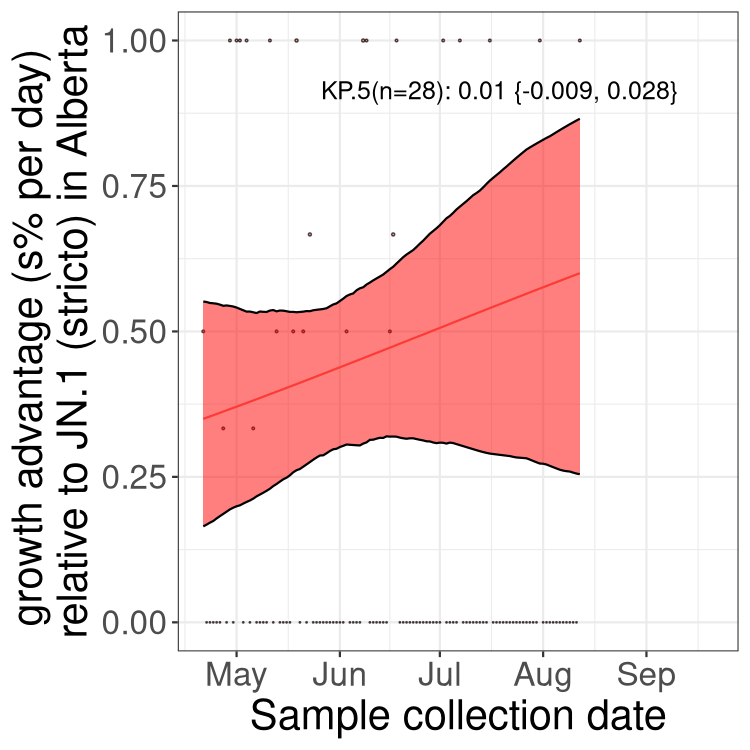 growth advantage (s% per day)
relative to JN.1 (stricto) in Alberta
1.00
0.75
0.50
0.25
0.00
KP.5(n=28): 0.01 {-0.009, 0.028}
May Jun Jul Aug Sep
Sample collection date